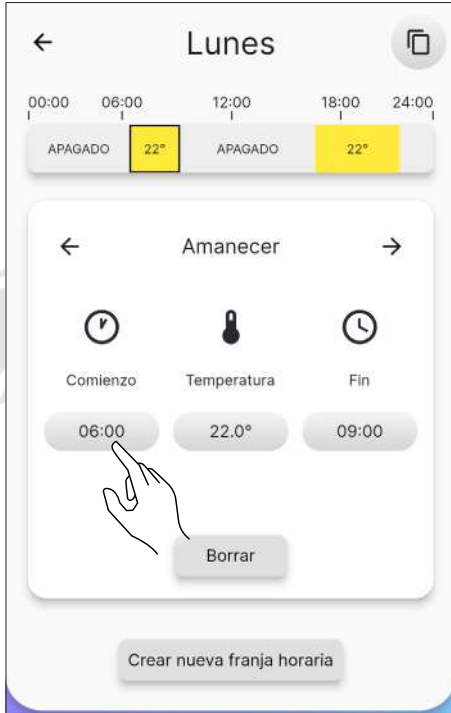 Lunes
00:00 06:00 12:00 18:00 24:00
APAGADO 22° APAGADO 22°
Amanecer
Comienzo Temperatura Fin
06:00 22.0° 09:00
Borrar
Crear nueva franja horaria